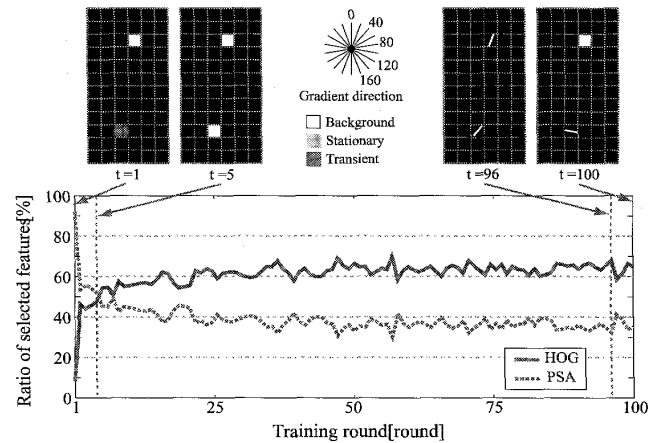 0
40
80
120
160
Gradient direction
Background
Stationary
Transient
t =1
t =5
t =96
t =100
Ratio of selected features[%]
100
80
60
40
20
0
HOG
PSA
1
25
50
75
100
Training round[round]